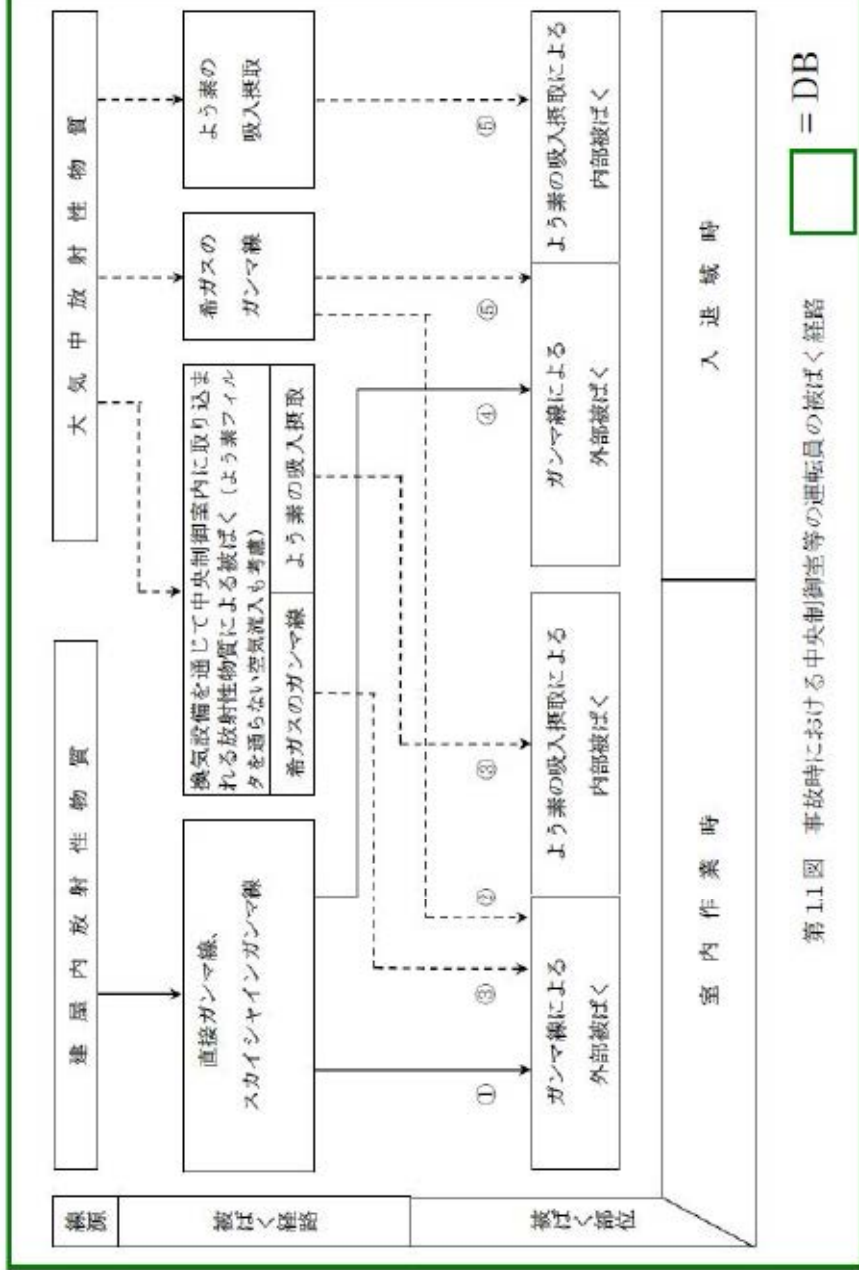 線源
建屋内放射性物質
大気中放射性物質
被ばく経路
直接ガンマ線、
スカイシャインガンマ線
換気設備を通じて中央制御室内に取り込ま
れる放射性物質による被ばく（よう素フィル
タを通らない空気流入も考慮）
希ガスのガンマ線
よう素の吸入摂取
希ガスの
ガンマ線
よう素の
吸入摂取
①
③
②
③
④
⑤
⑤
被ばく部位
ガンマ線による
外部被ばく
よう素の吸入摂取による
内部被ばく
ガンマ線による
外部被ばく
よう素の吸入摂取による
内部被ばく
室内作業時
入退域時
第1.1図 事故時における中央制御室等の運転員の被ばく経路
= DB